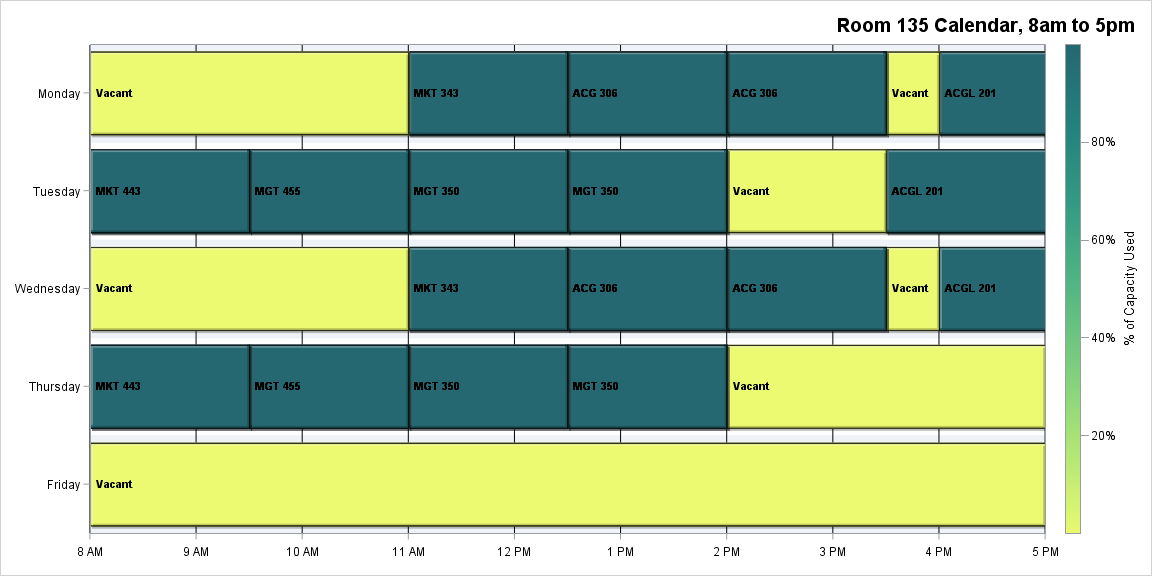 Room 135 Calendar, 8am to 5pm
Monday
Vacant
MKT 343
ACG 306
ACG 306
Vacant
ACGL 201
Tuesday
MKT 443
MGT 455
MGT 350
MGT 350
Vacant
ACGL 201
Wednesday
Vacant
MKT 343
ACG 306
ACG 306
Vacant
ACGL 201
Thursday
MKT 443
MGT 455
MGT 350
MGT 350
Vacant
Friday
Vacant
8 AM
9 AM
10 AM
11 AM
12 PM
1 PM
2 PM
3 PM
4 PM
5 PM
80%
60%
40%
20%
% of Capacity Used